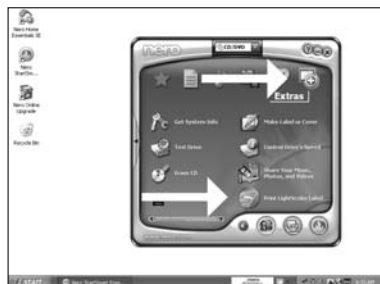 Nero Home
Essentials SE
nero
CD/DVD
Nero
StartSm...
Extras
Nero Online
Upgrade
Get System Info
Make Label or Cover
Recycle Bin
Test Drive
Control Drive's Speed
Erase CD
Share Your Music,
Photos, and Videos
Print LightScribe Label
start